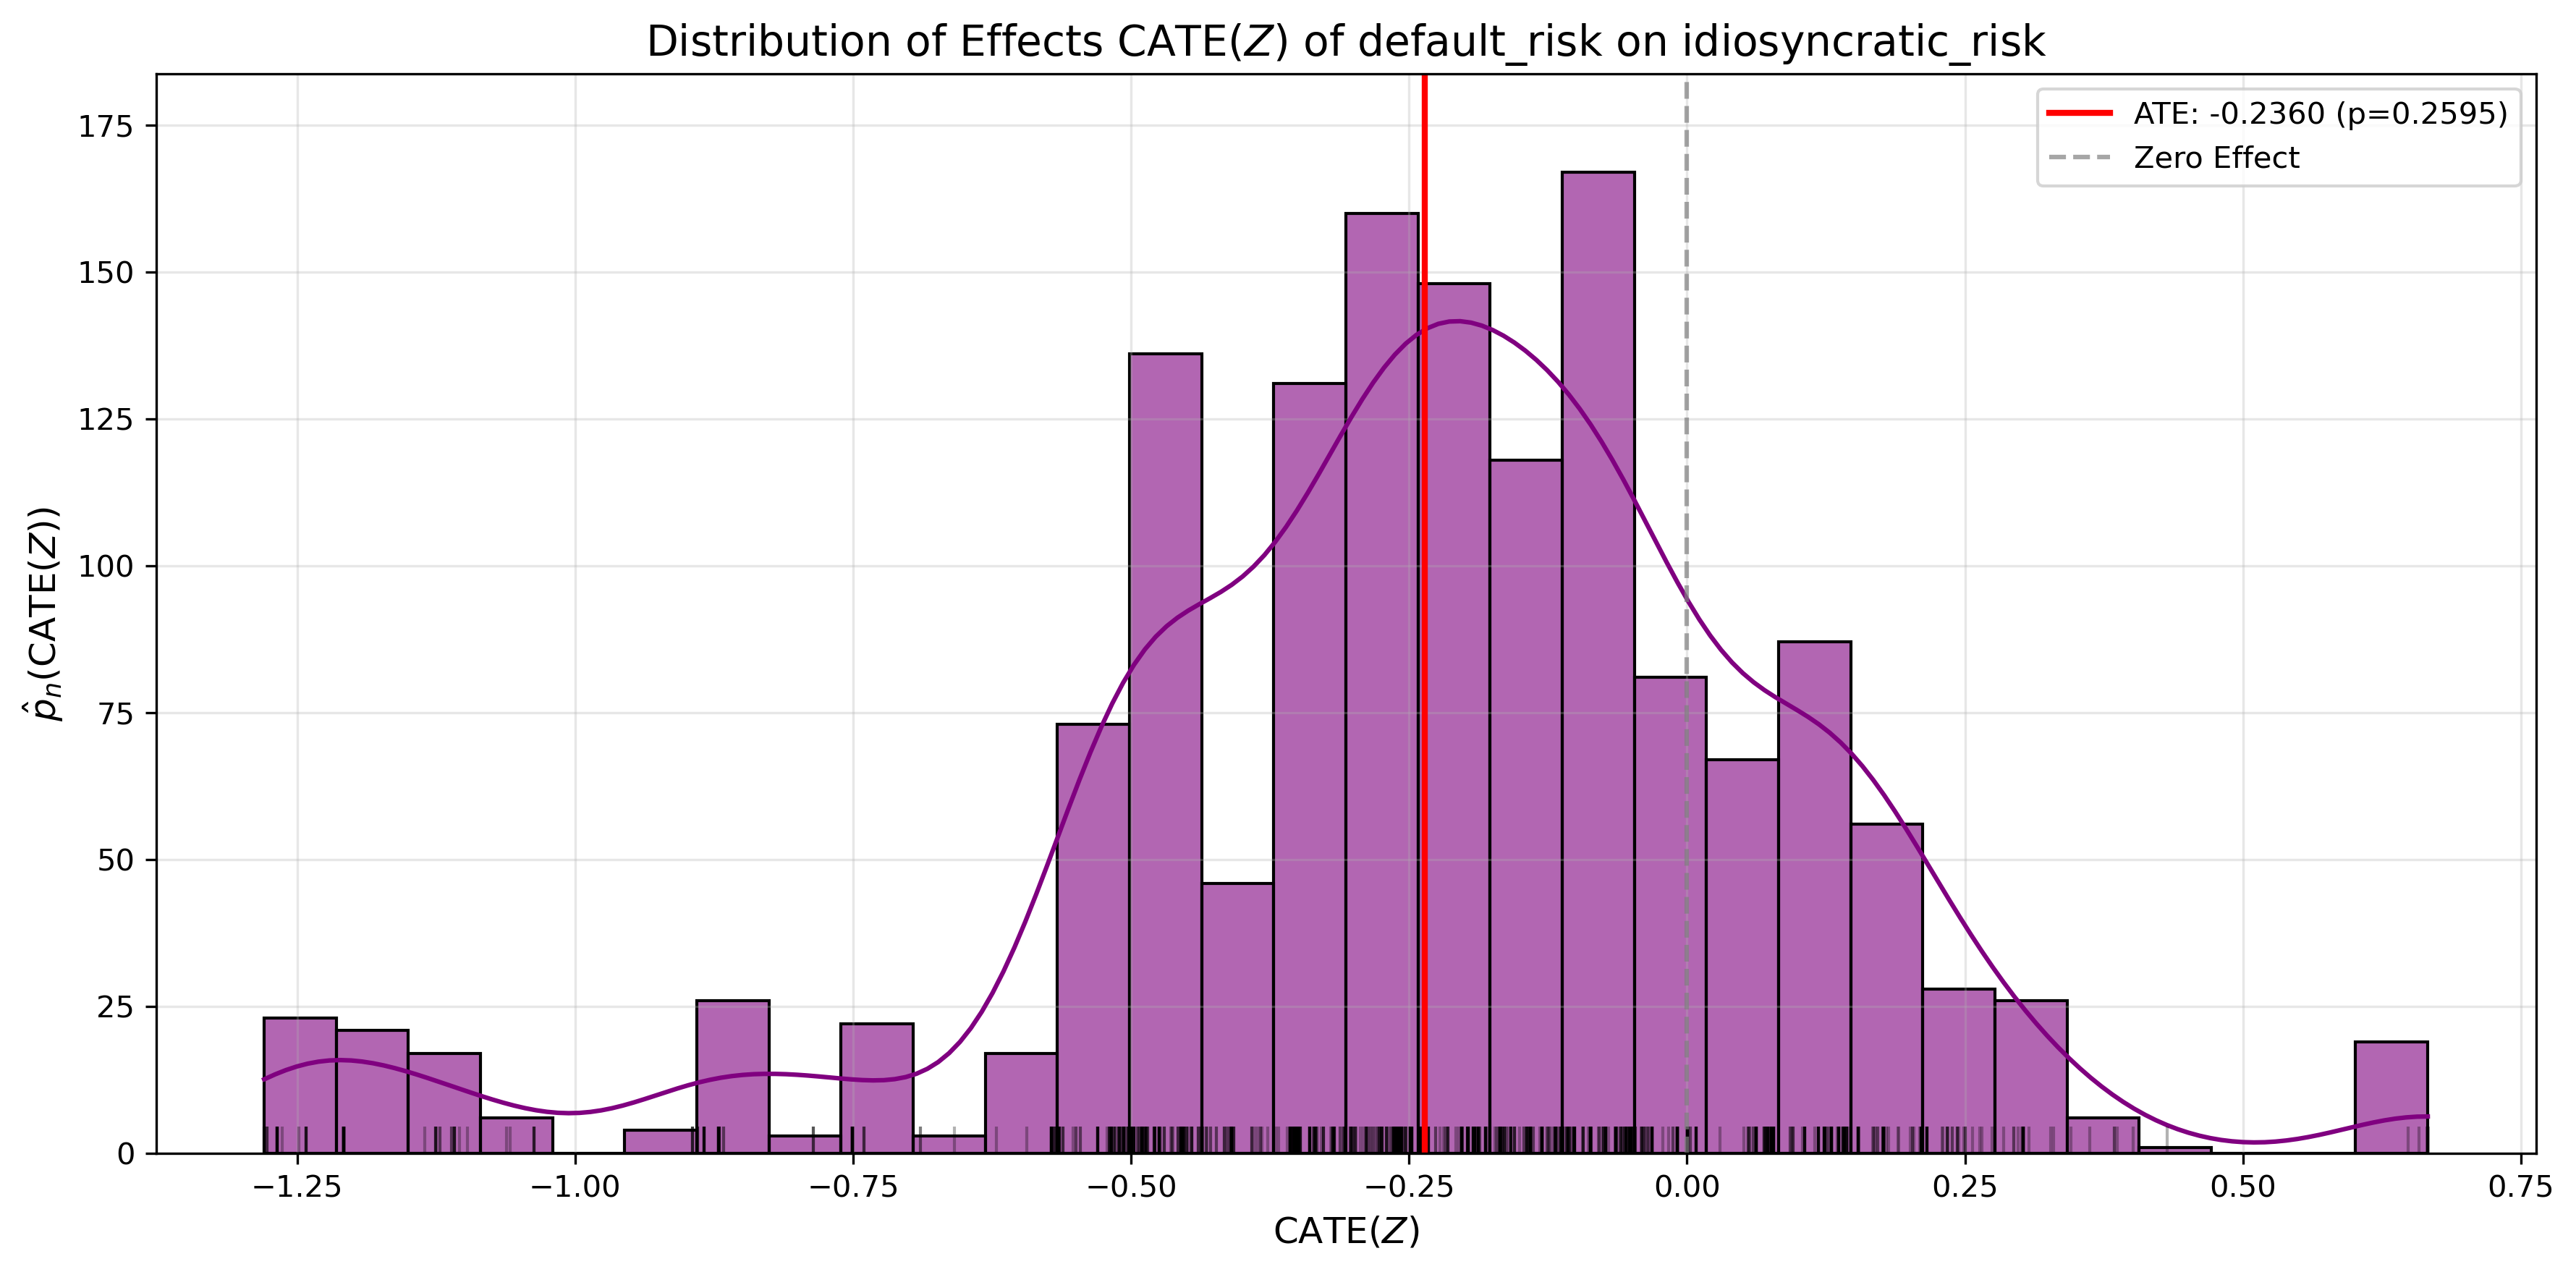 Distribution of Effects CATE(Z) of default_risk on idiosyncratic_risk
ATE: -0.2360 (p=0.2595)
Zero Effect
p̂n(CATE(Z))
175
150
125
100
75
50
25
0
−1.25 −1.00 −0.75 −0.50 −0.25 0.00 0.25 0.50 0.75
CATE(Z)